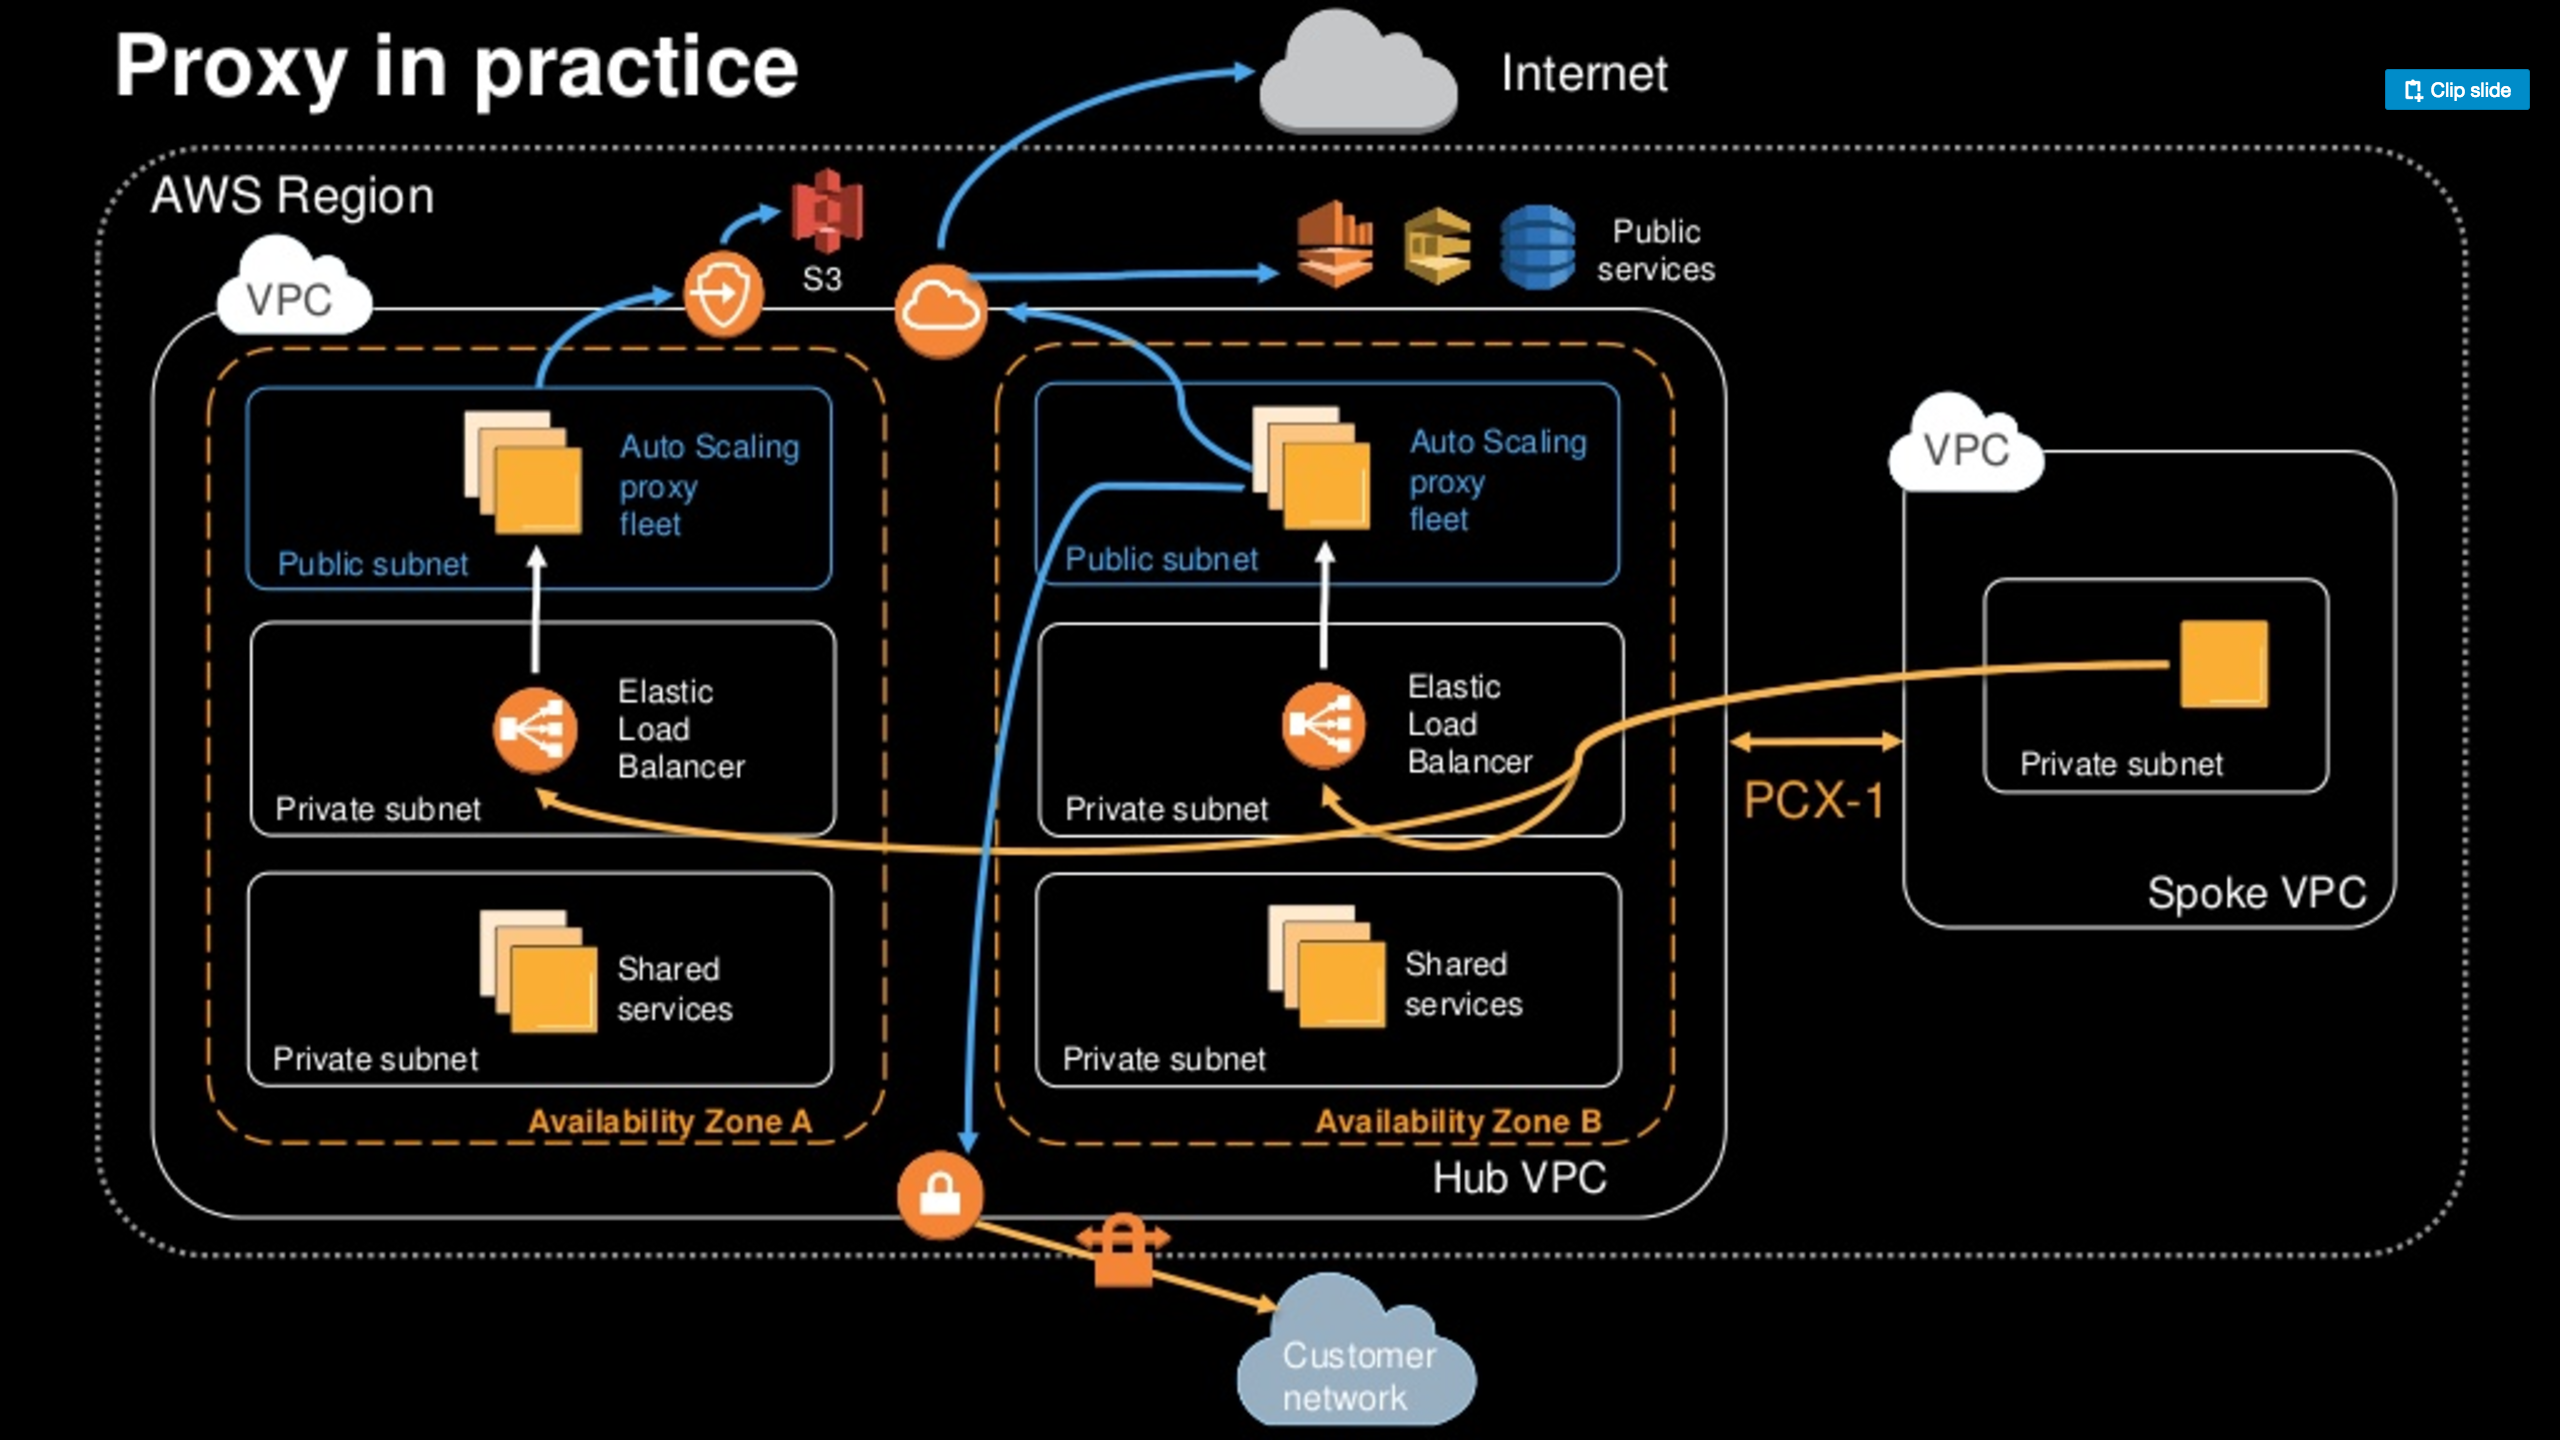 Proxy in practice
Internet
Clip slide
AWS Region
S3
Public
services
VPC
Auto Scaling
proxy
fleet
Public subnet
Elastic
Load
Balancer
Private subnet
Shared
services
Private subnet
Availability Zone A
Auto Scaling
proxy
fleet
Public subnet
Elastic
Load
Balancer
Private subnet
Shared
services
Private subnet
Availability Zone B
Hub VPC
PCX-1
VPC
Private subnet
Spoke VPC
Customer
network